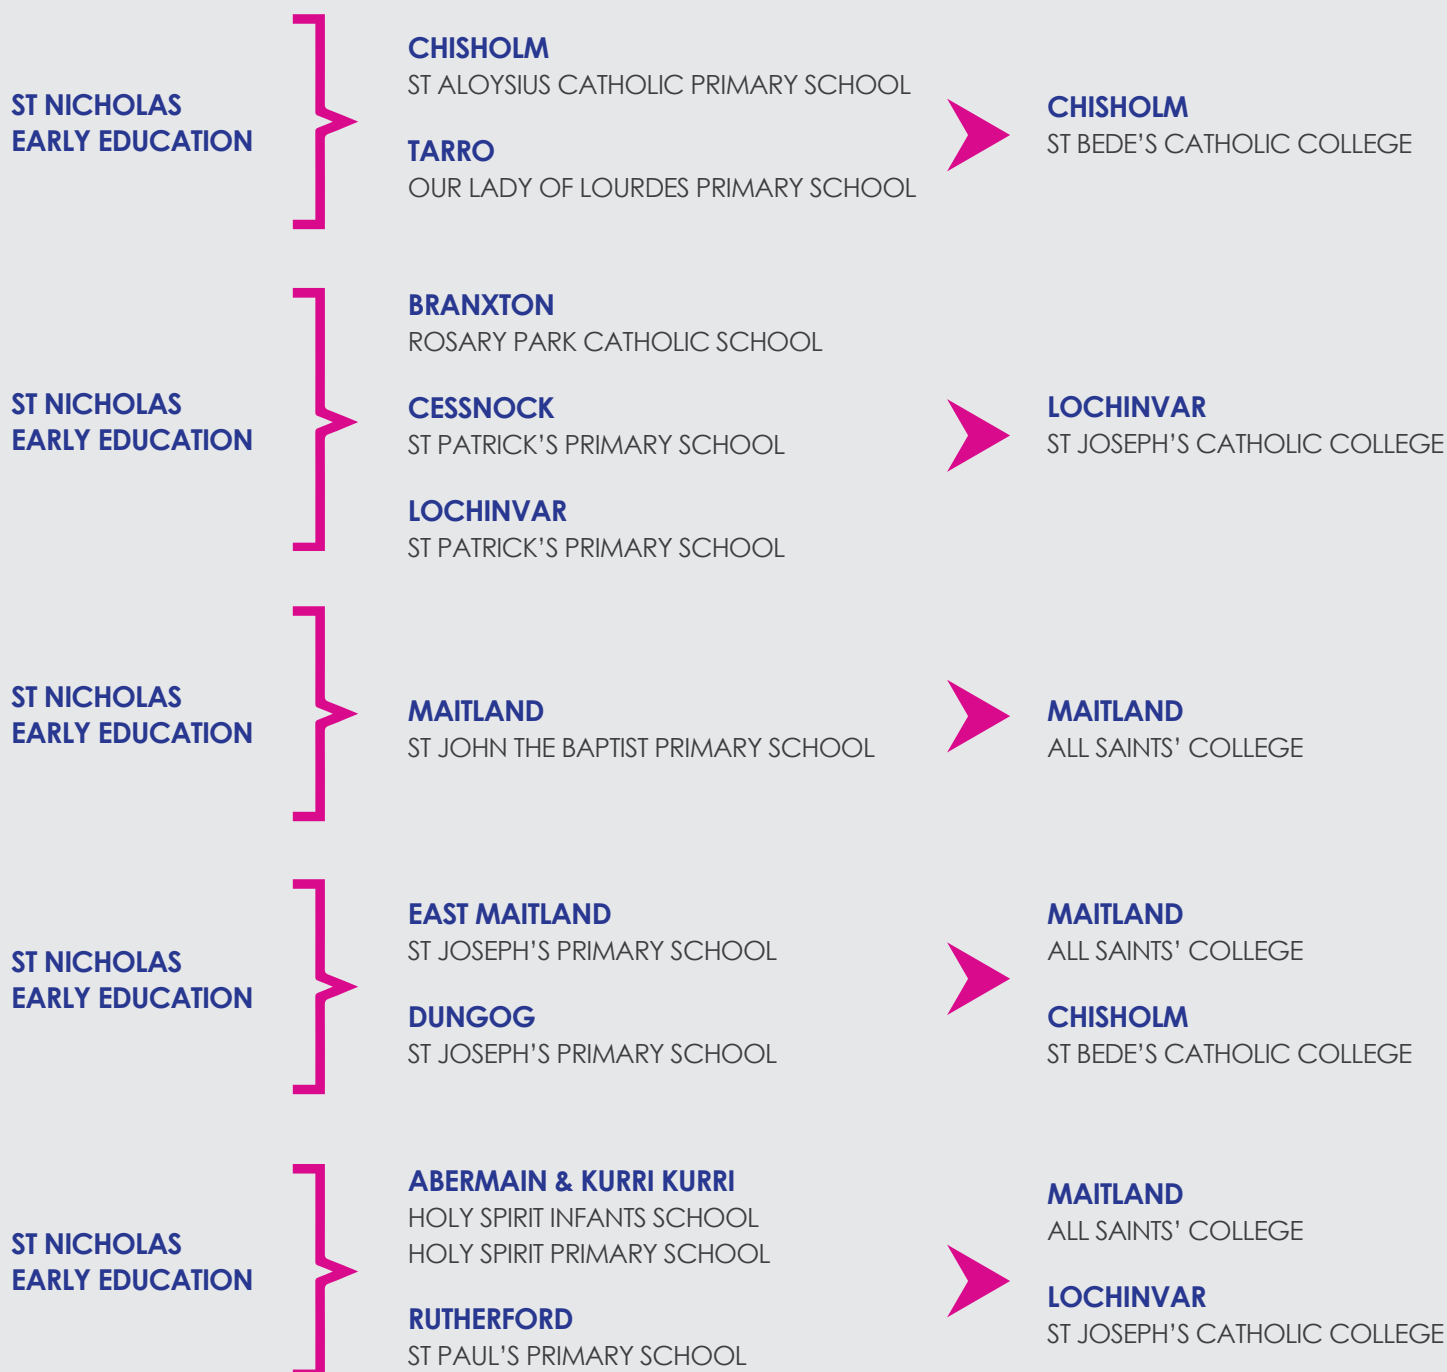 ST NICHOLAS
EARLY EDUCATION
CHISHOLM
ST ALOYSIUS CATHOLIC PRIMARY SCHOOL
TARRO
OUR LADY OF LOURDES PRIMARY SCHOOL
CHISHOLM
ST BEDE’S CATHOLIC COLLEGE
ST NICHOLAS
EARLY EDUCATION
BRANXTON
ROSARY PARK CATHOLIC SCHOOL
CESSNOCK
ST PATRICK’S PRIMARY SCHOOL
LOCHINVAR
ST PATRICK’S PRIMARY SCHOOL
LOCHINVAR
ST JOSEPH’S CATHOLIC COLLEGE
ST NICHOLAS
EARLY EDUCATION
MAITLAND
ST JOHN THE BAPTIST PRIMARY SCHOOL
MAITLAND
ALL SAINTS’ COLLEGE
ST NICHOLAS
EARLY EDUCATION
EAST MAITLAND
ST JOSEPH’S PRIMARY SCHOOL
DUNGOG
ST JOSEPH’S PRIMARY SCHOOL
MAITLAND
ALL SAINTS’ COLLEGE
CHISHOLM
ST BEDE’S CATHOLIC COLLEGE
ST NICHOLAS
EARLY EDUCATION
ABERMAIN & KURRI KURRI
HOLY SPIRIT INFANTS SCHOOL
HOLY SPIRIT PRIMARY SCHOOL
RUTHERFORD
ST PAUL’S PRIMARY SCHOOL
MAITLAND
ALL SAINTS’ COLLEGE
LOCHINVAR
ST JOSEPH’S CATHOLIC COLLEGE